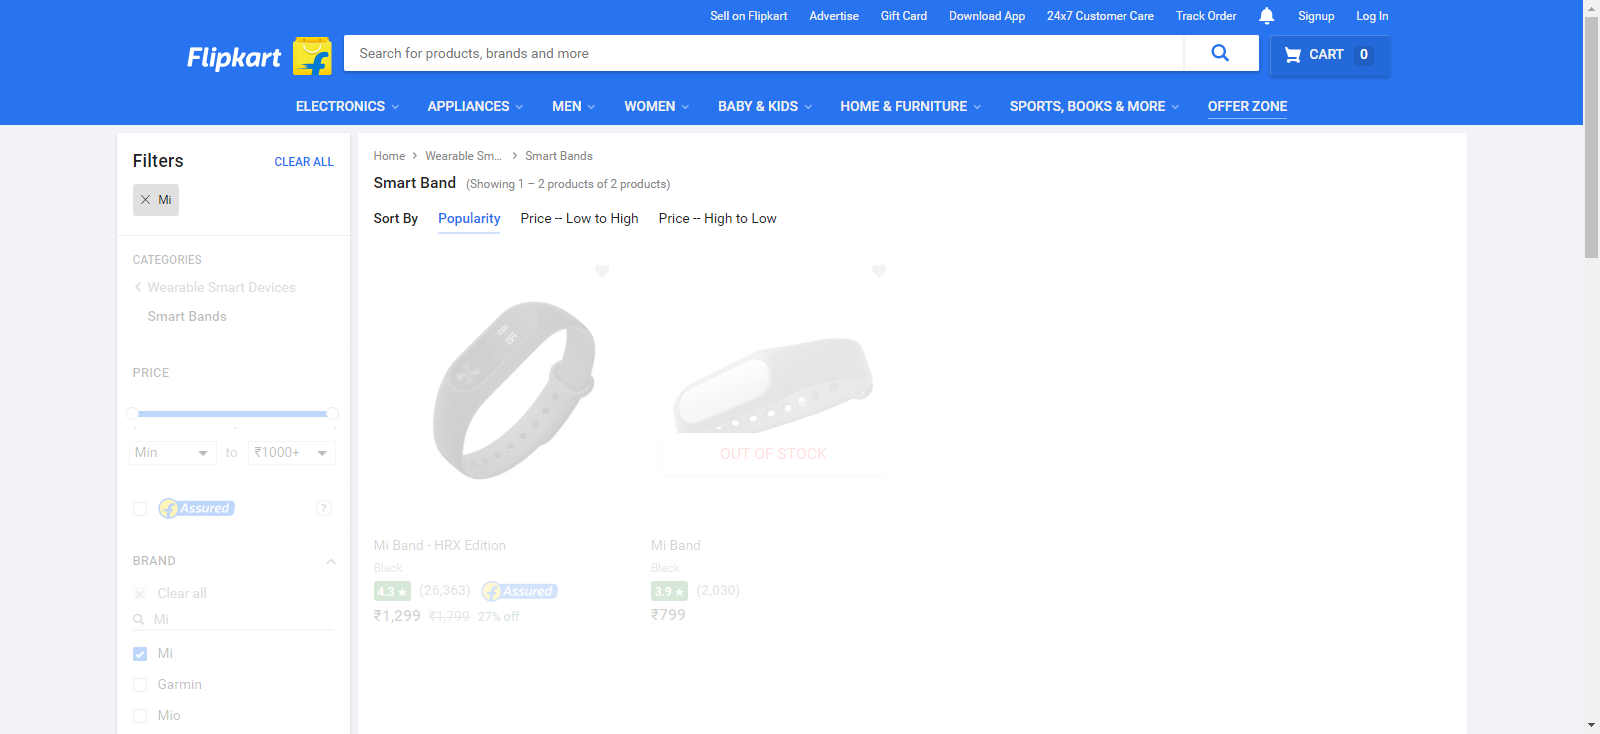 Sell on Flipkart Advertise Gift Card Download App 24x7 Customer Care Track Order Signup Log In
Flipkart
Search for products, brands and more
CART 0
ELECTRONICS APPLIANCES MEN WOMEN BABY & KIDS HOME & FURNITURE SPORTS, BOOKS & MORE OFFER ZONE
Filters CLEAR ALL
Mi
CATEGORIES
Wearable Smart Devices
Smart Bands
PRICE
Min to ₹1000+
Assured ?
BRAND
Clear all
Mi
Mi
Garmin
Mio
Home > Wearable Sm... > Smart Bands
Smart Band (Showing 1 – 2 products of 2 products)
Sort By Popularity Price -- Low to High Price -- High to Low
8:16
OUT OF STOCK
Mi Band - HRX Edition
Black
4.3 ★ (26,363) Assured
₹1,299 ₹1,799 27% off
Mi Band
Black
3.9 ★ (2,030)
₹799